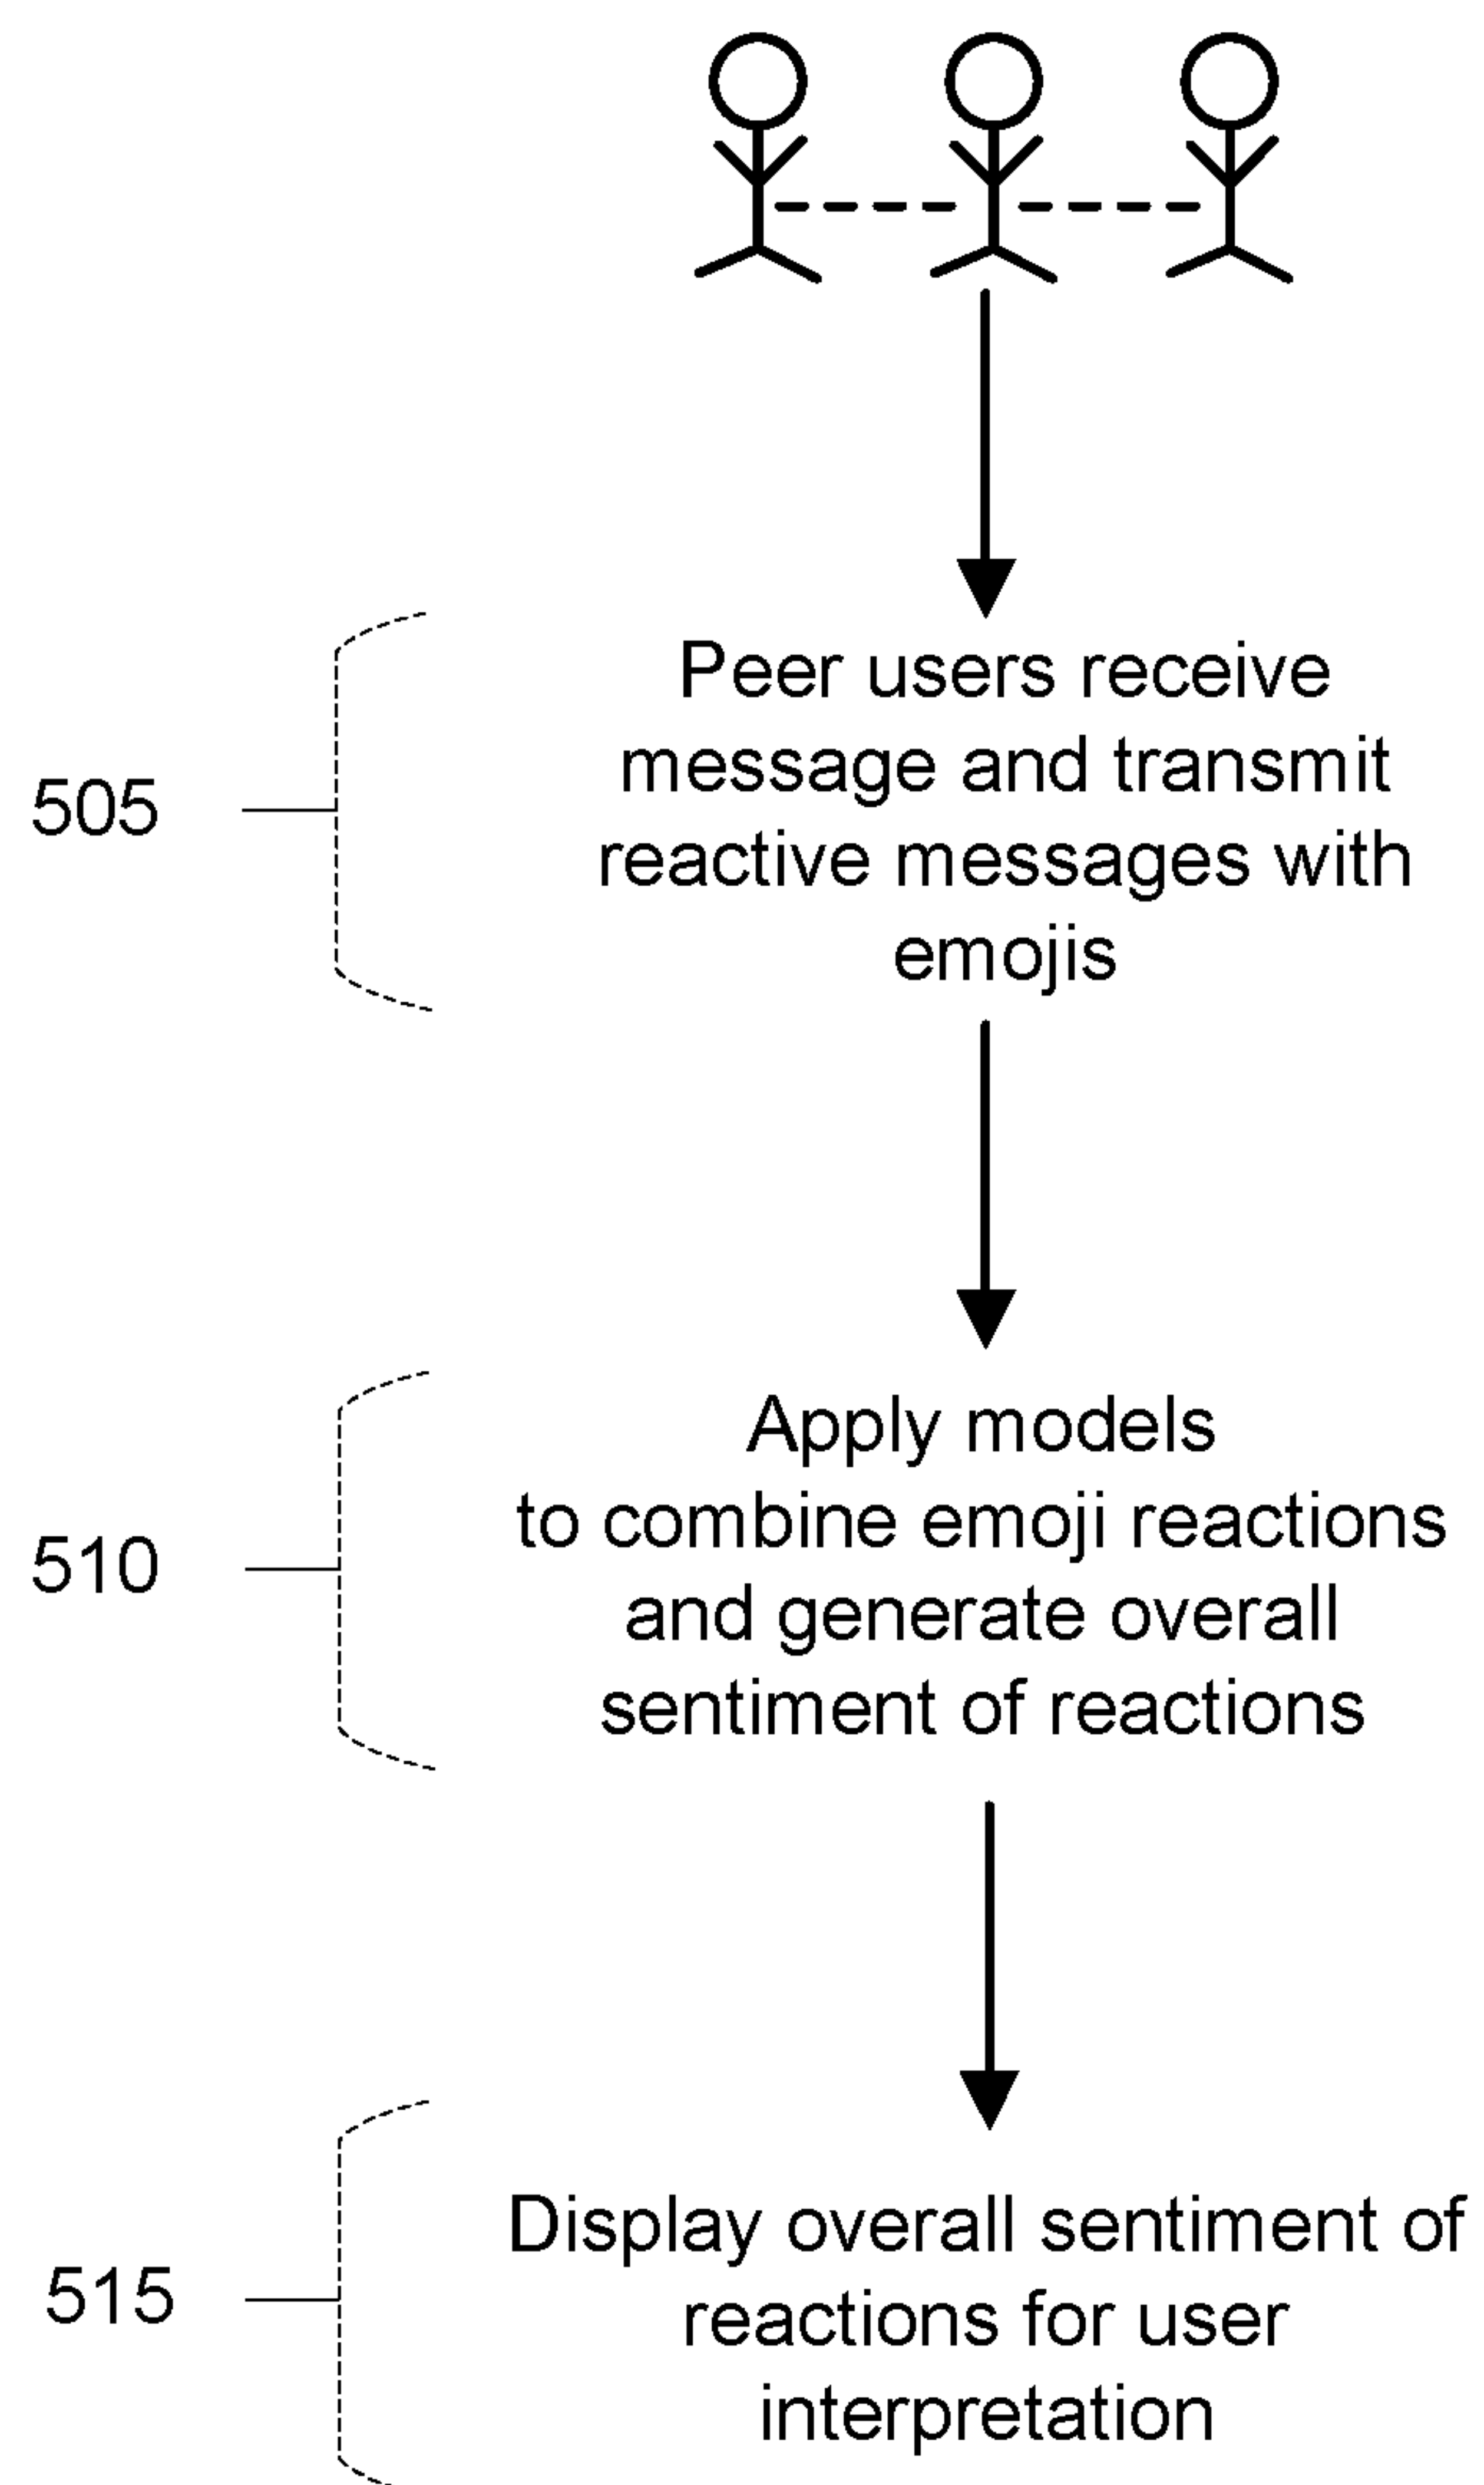 Peer users receive
message and transmit
505
reactive messages with
emojis
Apply models
to combine emoji reactions
510
and generate overall
sentiment of reactions
Display overall sentiment of
515
reactions for user
interpretation